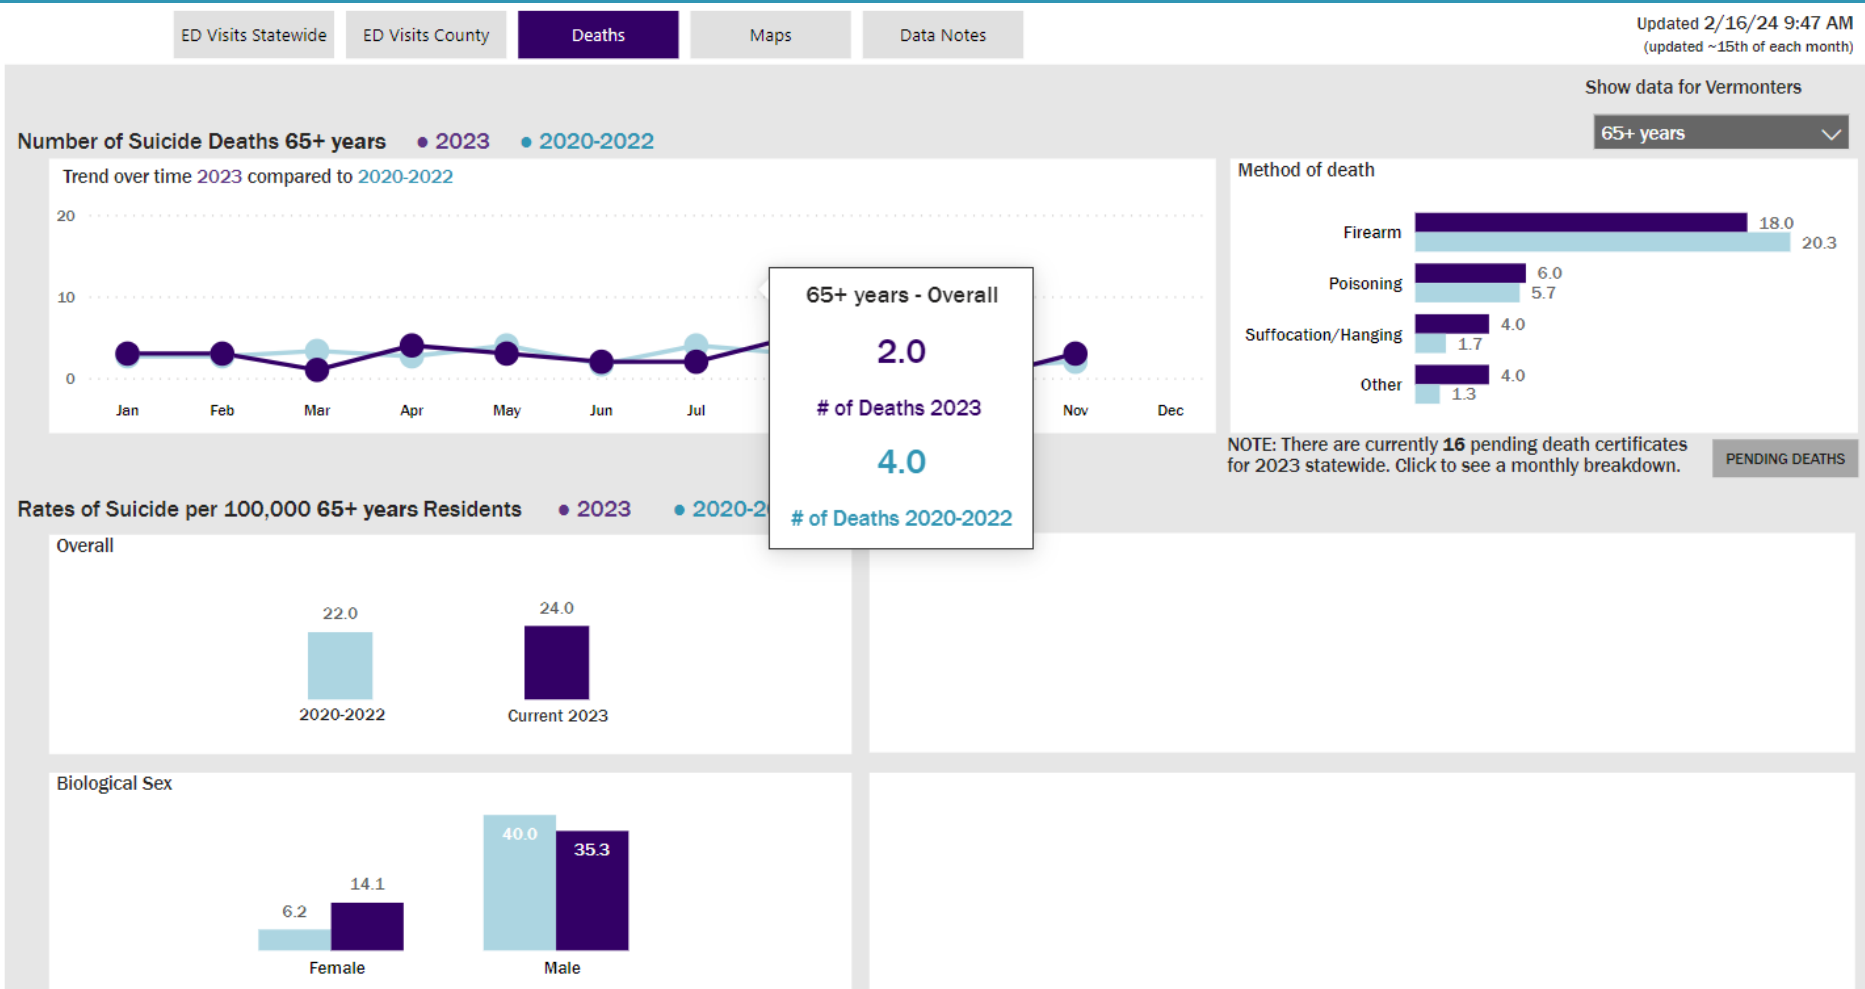 ED Visits Statewide
ED Visits County
Deaths
Maps
Data Notes
Updated 2/16/24 9:47 AM
(updated ~15th of each month)
Show data for Vermonters
65+ years
Number of Suicide Deaths 65+ years • 2023 • 2020-2022
Trend over time 2023 compared to 2020-2022
20
10
0
Jan
Feb
Mar
Apr
May
Jun
Jul
Nov
Dec
65+ years - Overall
2.0
# of Deaths 2023
4.0
# of Deaths 2020-2022
Method of death
Firearm
18.0
20.3
Poisoning
6.0
5.7
Suffocation/Hanging
4.0
1.7
Other
4.0
1.3
NOTE: There are currently 16 pending death certificates
for 2023 statewide. Click to see a monthly breakdown.
PENDING DEATHS
Rates of Suicide per 100,000 65+ years Residents • 2023 • 2020-2
Overall
22.0
24.0
2020-2022
Current 2023
Biological Sex
6.2
14.1
40.0
35.3
Female
Male